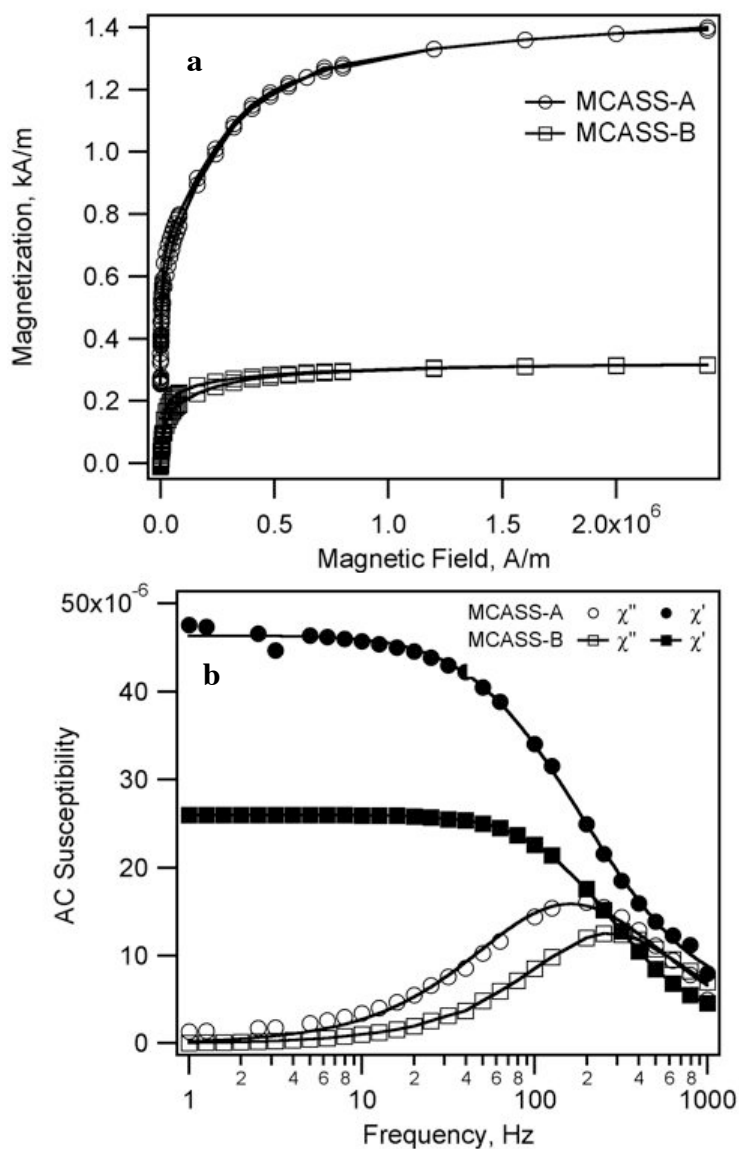 a
1.4
1.2
1.0
0.8
0.6
0.4
0.2
0.0
Magnetization, kA/m
MCASS-A
MCASS-B
0.0 0.5 1.0 1.5 2.0x10⁶
Magnetic Field, A/m
50x10⁻⁶
40
30
20
10
0
AC Susceptibility
MCASS-A χ" χ'
MCASS-B χ" χ'
b
1 2 4 6 8 10 2 4 6 8 100 2 4 6 8 1000
Frequency, Hz